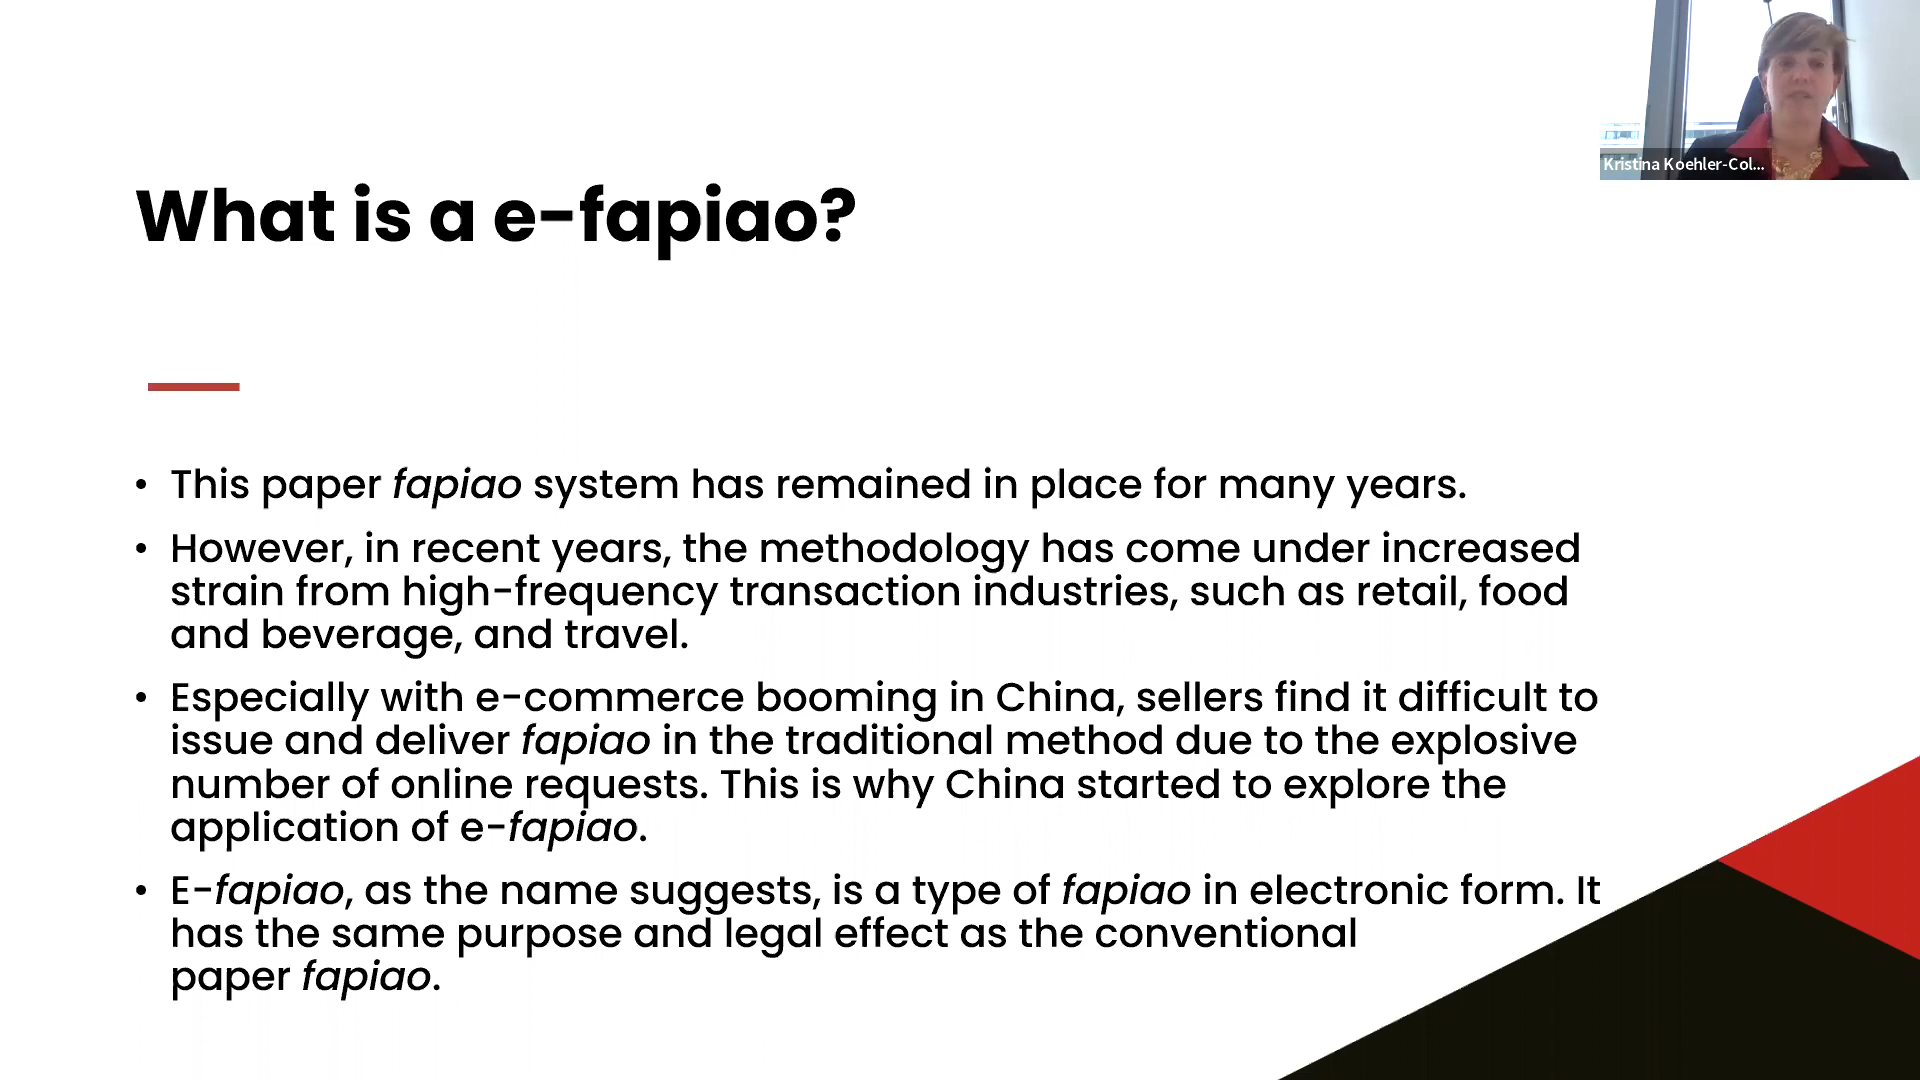 Kristina Koehler-Col...
What is a e-fapiao?
• This paper fapiao system has remained in place for many years.
• However, in recent years, the methodology has come under increased
strain from high-frequency transaction industries, such as retail, food
and beverage, and travel.
• Especially with e-commerce booming in China, sellers find it difficult to
issue and deliver fapiao in the traditional method due to the explosive
number of online requests. This is why China started to explore the
application of e-fapiao.
• E-fapiao, as the name suggests, is a type of fapiao in electronic form. It
has the same purpose and legal effect as the conventional
paper fapiao.